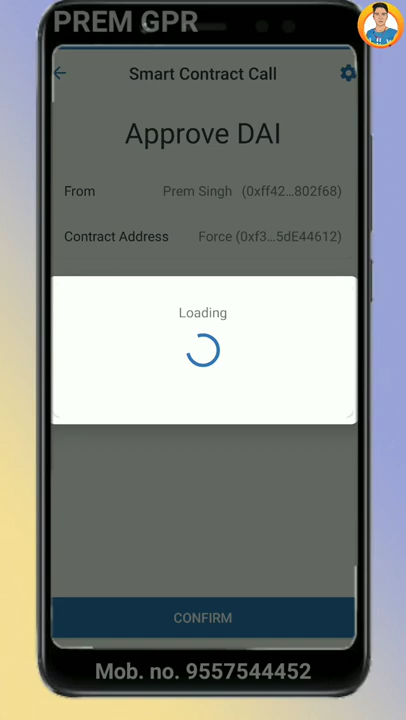 PREM GPR
Smart Contract Call
Approve DAI
From Prem Singh (0xff42...802f68)
Contract Address Force (0xf3...5dE44612)
Loading
CONFIRM
Mob. no. 9557544452